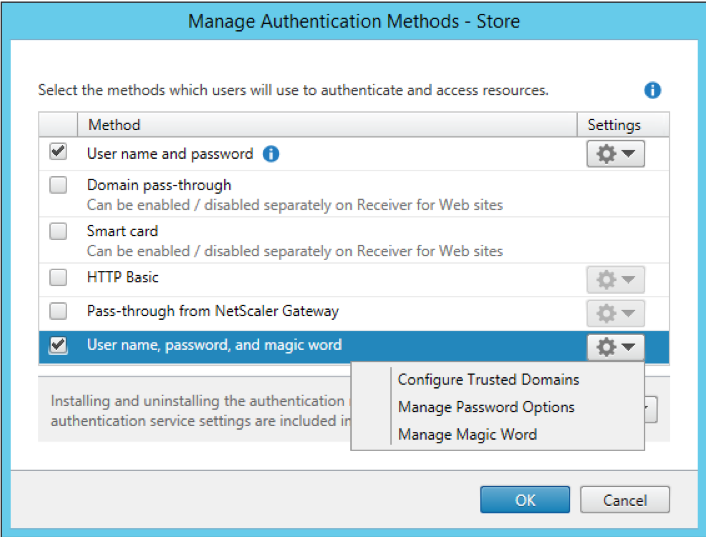 Manage Authentication Methods - Store
Select the methods which users will use to authenticate and access resources.
Method Settings
User name and password
Domain pass-through
Can be enabled / disabled separately on Receiver for Web sites
Smart card
Can be enabled / disabled separately on Receiver for Web sites
HTTP Basic
Pass-through from NetScaler Gateway
User name, password, and magic word
Configure Trusted Domains
Manage Password Options
Manage Magic Word
Installing and uninstalling the authentication
authentication service settings are included
OK Cancel